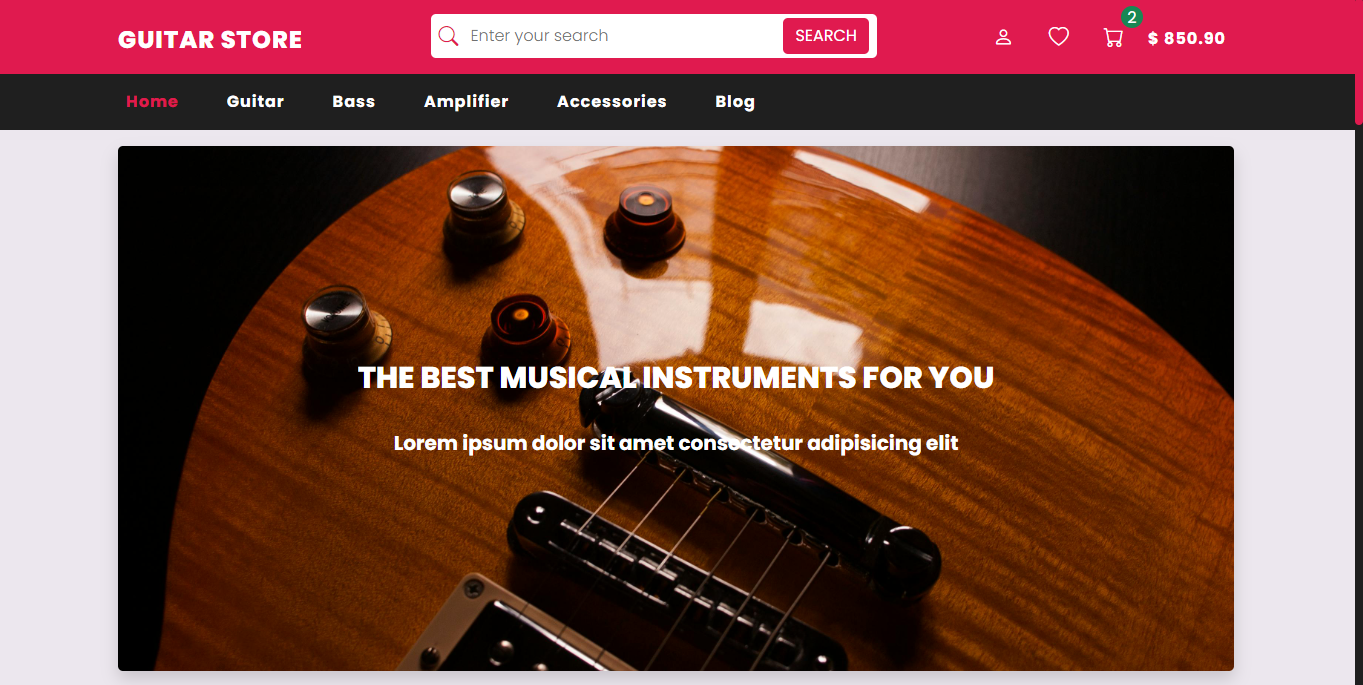 GUITAR STORE
Enter your search
SEARCH
2
$ 850.90
Home
Guitar
Bass
Amplifier
Accessories
Blog
THE BEST MUSICAL INSTRUMENTS FOR YOU
Lorem ipsum dolor sit amet consectetur adipisicing elit